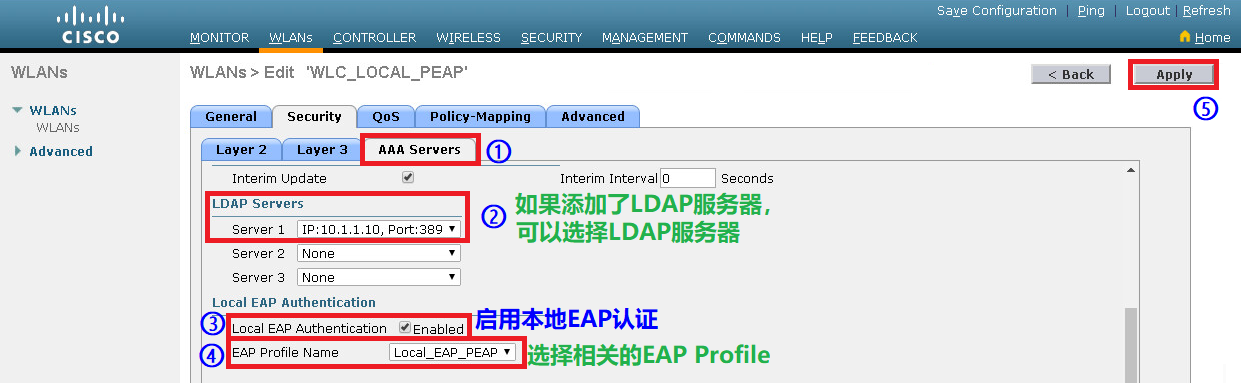 Save Configuration | Ping | Logout | Refresh
CISCO
MONITOR WLANs CONTROLLER WIRELESS SECURITY MANAGEMENT COMMANDS HELP FEEDBACK Home
WLANs
WLANs > Edit 'WLC_LOCAL_PEAP'
< Back
Apply
⑤
WLANs
WLANs
Advanced
General Security QoS Policy-Mapping Advanced
Layer 2 Layer 3 AAA Servers ①
Interim Update Interim Interval 0 Seconds
LDAP Servers
② 如果添加了LDAP服务器,
可以选择LDAP服务器
Server 1 IP:10.1.1.10, Port:389
Server 2 None
Server 3 None
Local EAP Authentication
③ Local EAP Authentication Enabled 启用本地EAP认证
④ EAP Profile Name Local_EAP_PEAP 选择相关的EAP Profile